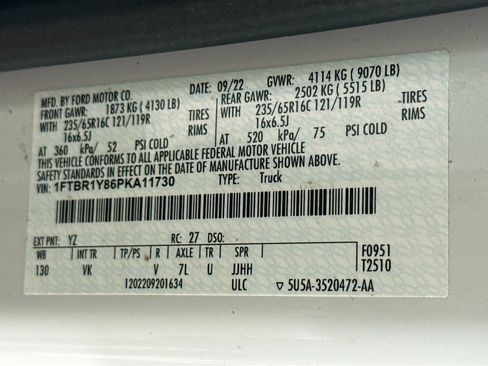 MFD. BY FORD MOTOR CO.
DATE: 09/22 GVWR: 4114 KG ( 9070 LB)
FRONT GAWR: 1873 KG ( 4130 LB) REAR GAWR: 2502 KG ( 5515 LB)
WITH 235/65R16C 121/119R TIRES WITH 235/65R16C 121/119R TIRES
16x6.5J RIMS 16x6.5J RIMS
AT 360 kPa/ 52 PSI COLD AT 520 kPa/ 75 PSI COLD
THIS VEHICLE CONFORMS TO ALL APPLICABLE FEDERAL MOTOR VEHICLE
SAFETY STANDARDS IN EFFECT ON THE DATE OF MANUFACTURE SHOWN ABOVE.
VIN: 1FTBR1Y86PKA11730 TYPE: Truck
EXT PNT: YZ RC: 27 DSO:
WB INT TR TP/PS R AXLE TR SPR F0951
130 VK V 7L U JJHH T2510
1202209201634 ULC ▽ 5U5A-3520472-AA